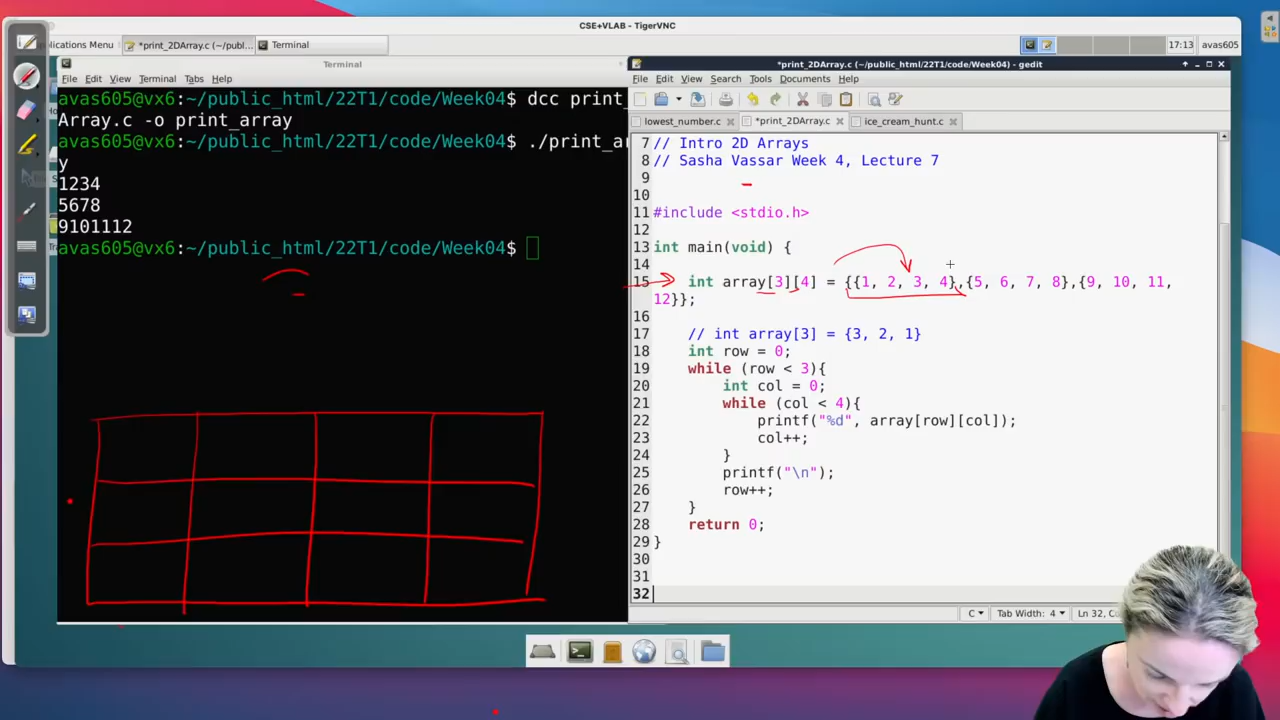 CSE+VLAB - TigerVNC
plications Menu
*print_2DArray.c (~/publ...
Terminal
17:13
avas605
Terminal
File Edit View Terminal Tabs Help
avas605@vx6:~/public_html/22T1/code/Week04$ dcc print_
Array.c -o print_array
avas605@vx6:~/public_html/22T1/code/Week04$ ./print_ar
y
1234
5678
9101112
avas605@vx6:~/public_html/22T1/code/Week04$
*print_2DArray.c (~/public_html/22T1/code/Week04) - gedit
File Edit View Search Tools Documents Help
lowest_number.c
*print_2DArray.c
ice_cream_hunt.c
7 // Intro 2D Arrays
8 // Sasha Vassar Week 4, Lecture 7
9
10
11 #include <stdio.h>
12
13 int main(void) {
14
15 int array[3][4] = {{1, 2, 3, 4},{5, 6, 7, 8},{9, 10, 11,
12}};
16
17 // int array[3] = {3, 2, 1}
18 int row = 0;
19 while (row < 3){
20 int col = 0;
21 while (col < 4){
22 printf("%d", array[row][col]);
23 col++;
24 }
25 printf("\n");
26 row++;
27 }
28 return 0;
29 }
30
31
32
C
Tab Width: 4
Ln 32, C